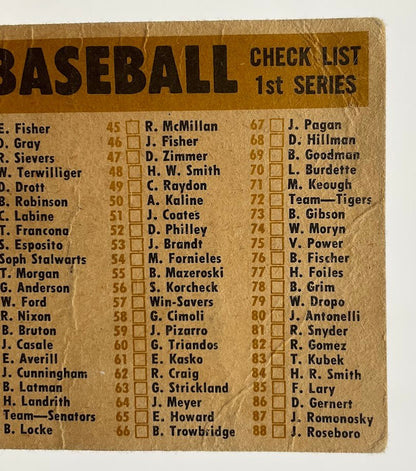 BASEBALL CHECK LIST
1st SERIES
E. Fisher 45 R. McMillan 67 J. Pagan
D. Gray 46 J. Fisher 68 D. Hillman
R. Sievers 47 D. Zimmer 69 B. Goodman
W. Terwilliger 48 H. W. Smith 70 L. Burdette
D. Drott 49 C. Raydon 71 M. Keough
B. Robinson 50 A. Kaline 72 Team—Tigers
C. Labine 51 J. Coates 73 B. Gibson
T. Francona 52 D. Philley 74 W. Moryn
S. Esposito 53 J. Brandt 75 V. Power
Soph Stalwarts 54 M. Fornieles 76 B. Fischer
T. Morgan 55 B. Mazeroski 77 H. Foiles
G. Anderson 56 S. Korcheck 78 B. Grim
W. Ford 57 Win-Savers 79 W. Dropo
R. Nixon 58 G. Cimoli 80 J. Antonelli
B. Bruton 59 J. Pizarro 81 R. Snyder
J. Casale 60 G. Triandos 82 R. Gomez
E. Averill 61 E. Kasko 83 T. Kubek
J. Cunningham 62 R. Craig 84 H. R. Smith
B. Latman 63 G. Strickland 85 F. Lary
H. Landrith 64 J. Meyer 86 D. Gernert
Team—Senators 65 E. Howard 87 J. Romonosky
B. Locke 66 B. Trowbridge 88 J. Roseboro